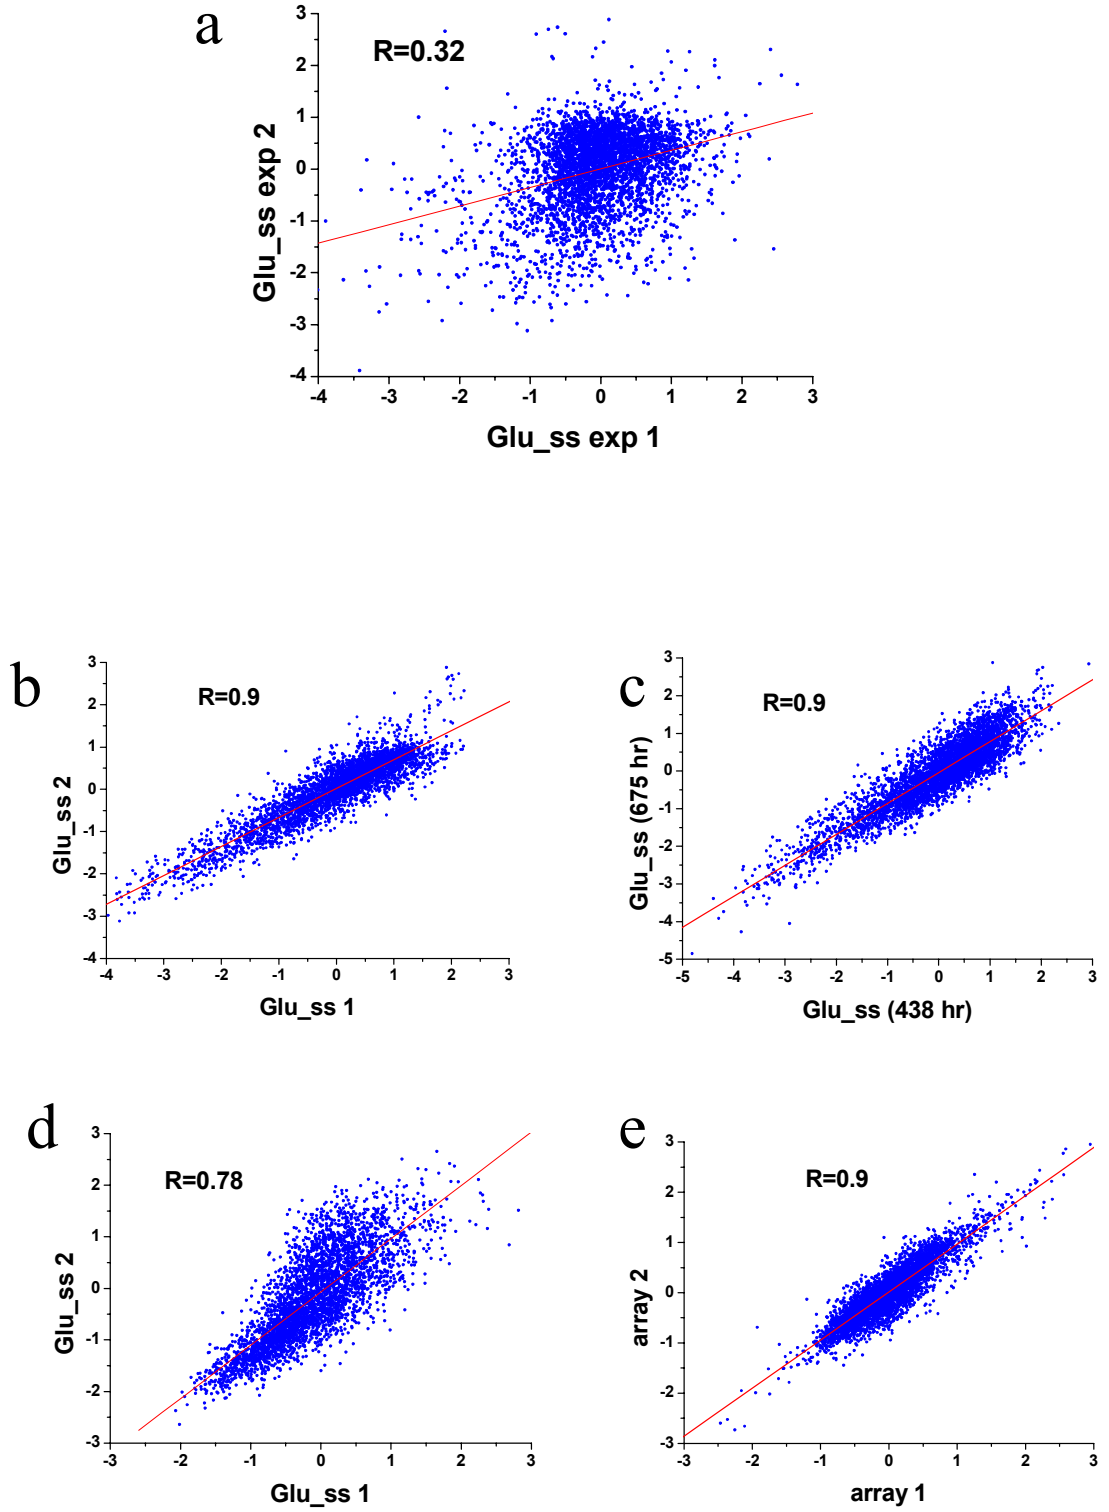 a
R=0.32
3
2
1
0
-1
-2
-3
-4
Glu_ss exp 2
-4 -3 -2 -1 0 1 2 3
Glu_ss exp 1
b
R=0.9
3
2
1
0
-1
-2
-3
-4
Glu_ss 2
-4 -3 -2 -1 0 1 2 3
Glu_ss 1
c
R=0.9
3
2
1
0
-1
-2
-3
-4
-5
Glu_ss (675 hr)
-5 -4 -3 -2 -1 0 1 2 3
Glu_ss (438 hr)
d
R=0.78
3
2
1
0
-1
-2
-3
Glu_ss 2
-3 -2 -1 0 1 2 3
Glu_ss 1
e
R=0.9
3
2
1
0
-1
-2
-3
array 2
-3 -2 -1 0 1 2 3
array 1